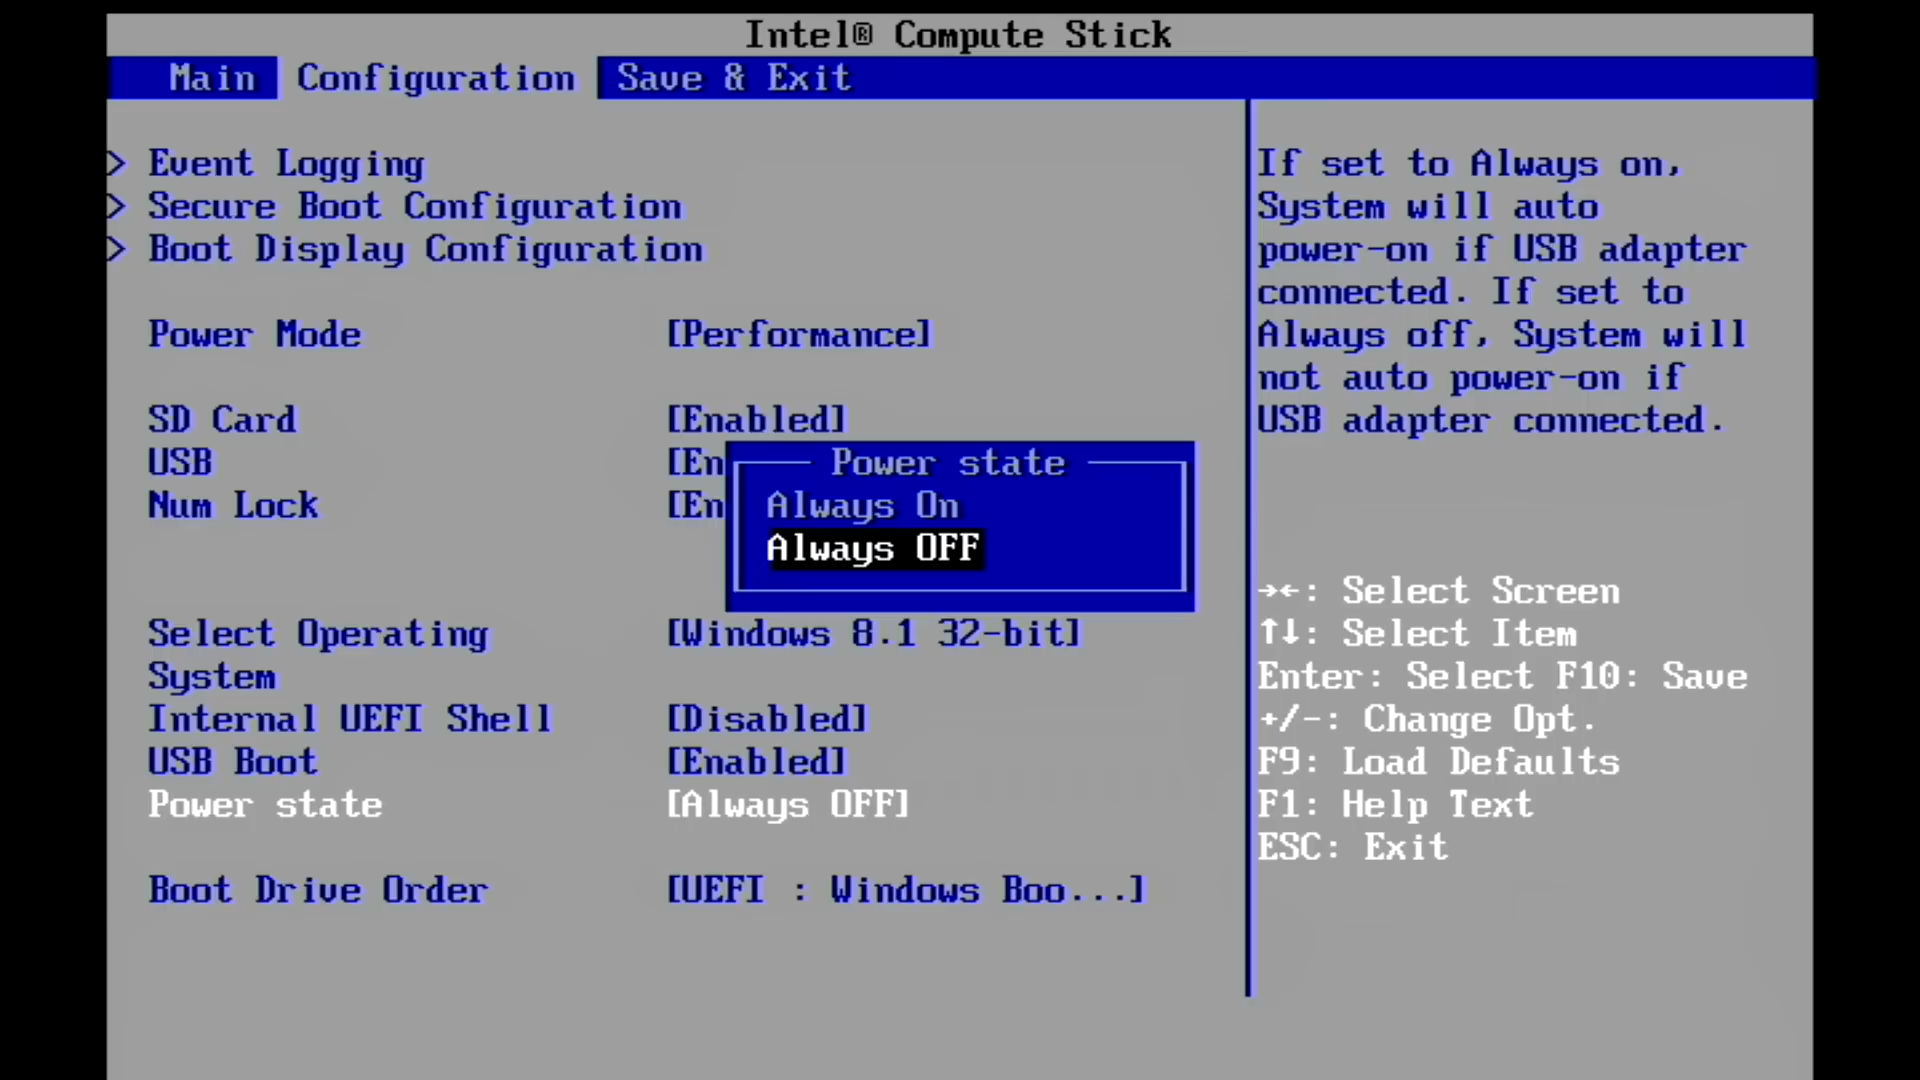 Intel® Compute Stick
Main Configuration Save & Exit
> Event Logging
> Secure Boot Configuration
> Boot Display Configuration
Power Mode [Performance]
SD Card [Enabled]
USB [En
Num Lock [En
Power state
Always On
Always OFF
Select Operating [Windows 8.1 32-bit]
System
Internal UEFI Shell [Disabled]
USB Boot [Enabled]
Power state [Always OFF]
Boot Drive Order [UEFI : Windows Boo...]
If set to Always on,
System will auto
power-on if USB adapter
connected. If set to
Always off, System will
not auto power-on if
USB adapter connected.
→←: Select Screen
↑↓: Select Item
Enter: Select F10: Save
+/-: Change Opt.
F9: Load Defaults
F1: Help Text
ESC: Exit